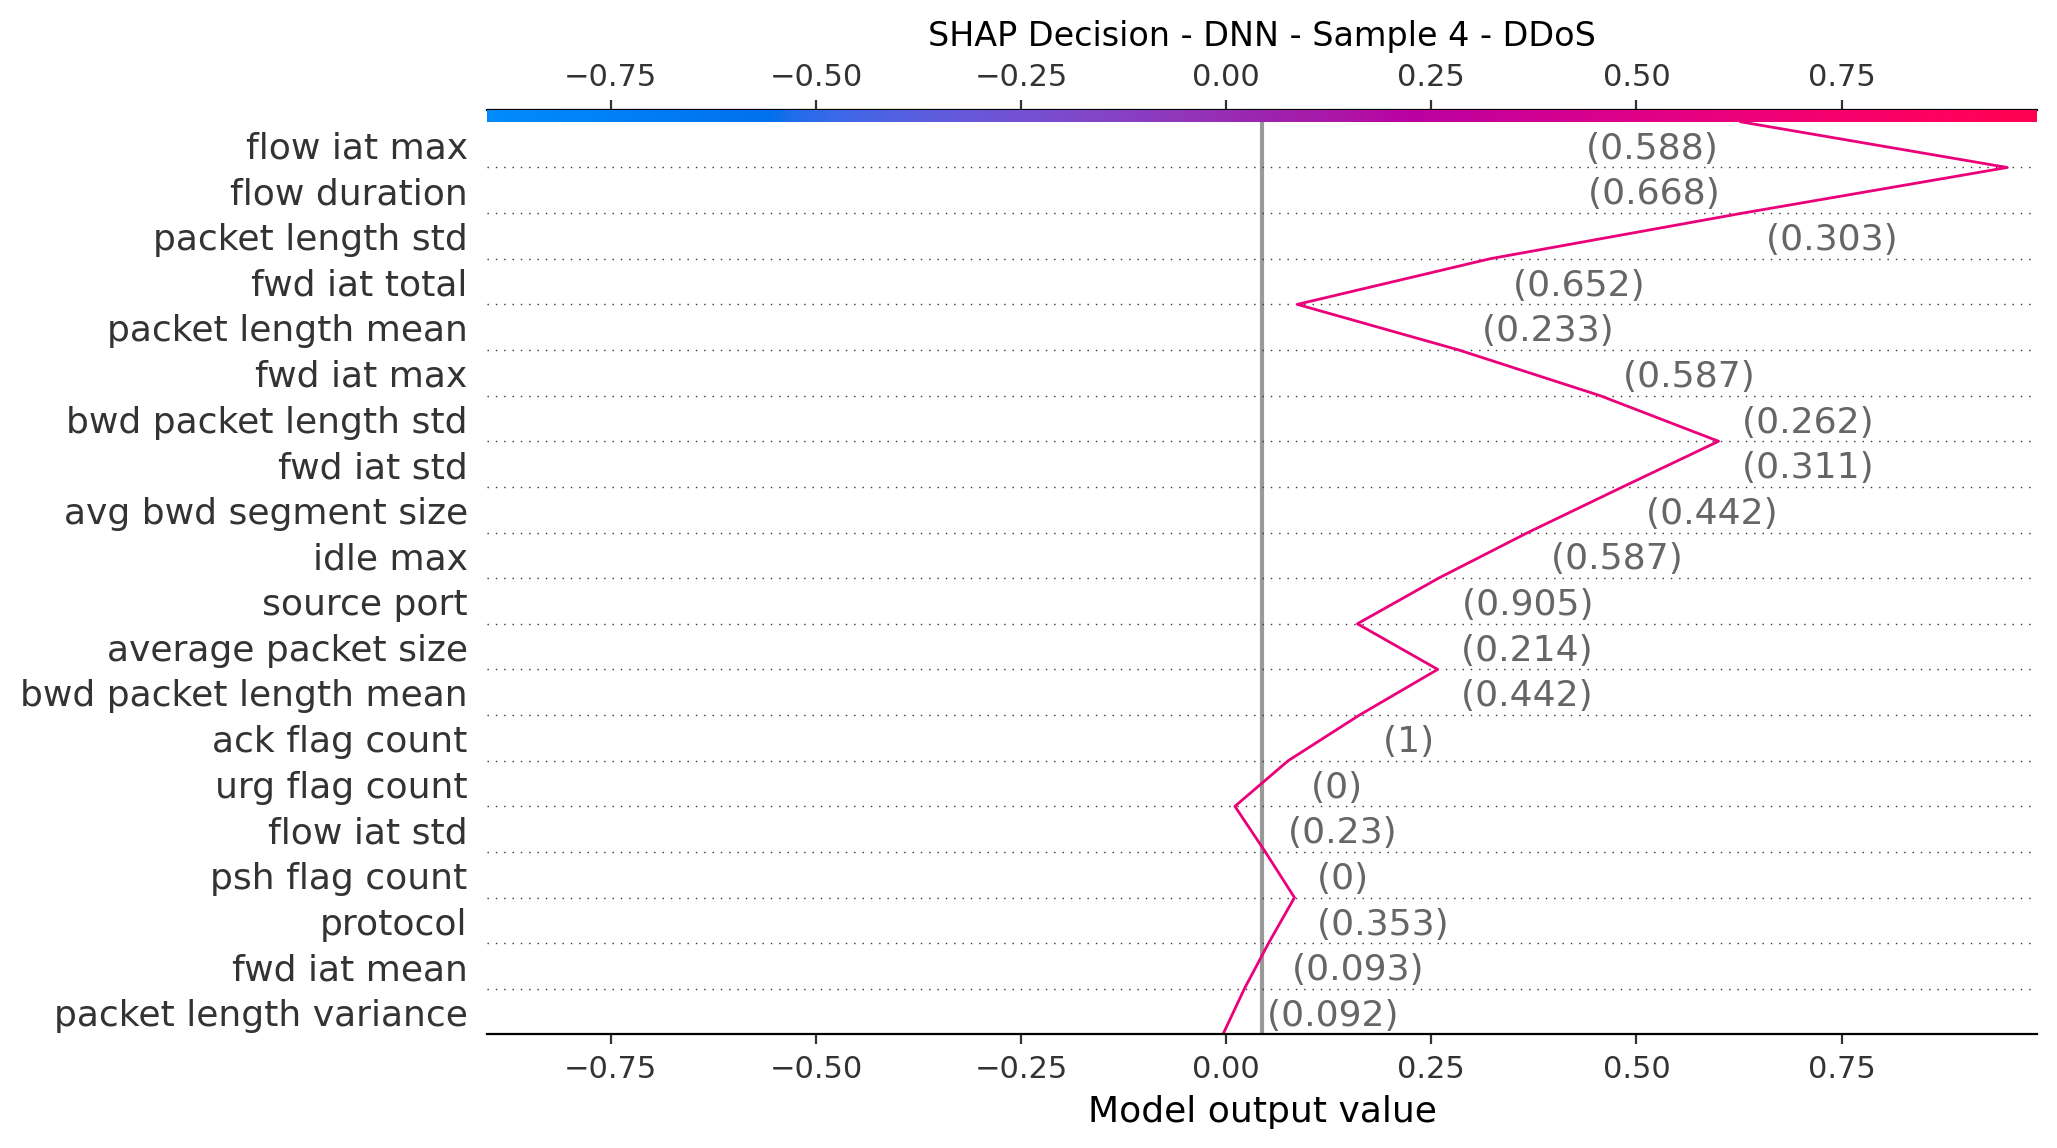 SHAP Decision - DNN - Sample 4 - DDoS
−0.75 −0.50 −0.25 0.00 0.25 0.50 0.75
flow iat max (0.588)
flow duration (0.668)
packet length std (0.303)
fwd iat total (0.652)
packet length mean (0.233)
fwd iat max (0.587)
bwd packet length std (0.262)
fwd iat std (0.311)
avg bwd segment size (0.442)
idle max (0.587)
source port (0.905)
average packet size (0.214)
bwd packet length mean (0.442)
ack flag count (1)
urg flag count (0)
flow iat std (0.23)
psh flag count (0)
protocol (0.353)
fwd iat mean (0.093)
packet length variance (0.092)
−0.75 −0.50 −0.25 0.00 0.25 0.50 0.75
Model output value